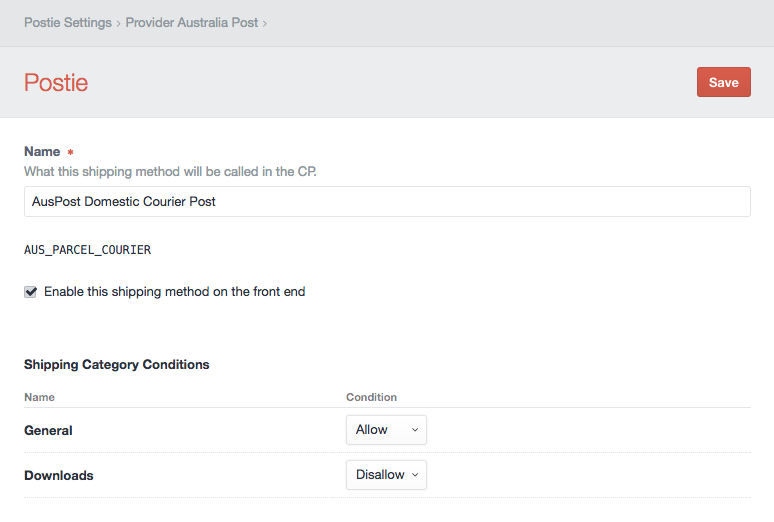 Postie Settings › Provider Australia Post ›
Postie
Save
Name *
What this shipping method will be called in the CP.
AusPost Domestic Courier Post
AUS_PARCEL_COURIER
Enable this shipping method on the front end
Shipping Category Conditions
Name Condition
General Allow
Downloads Disallow